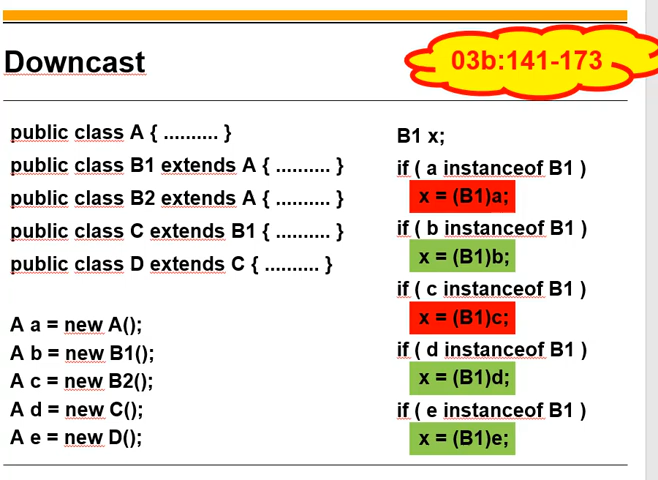 03b:141-173
Downcast
public class A { .......... }
public class B1 extends A { .......... }
public class B2 extends A { .......... }
public class C extends B1 { .......... }
public class D extends C { .......... }
A a = new A();
A b = new B1();
A c = new B2();
A d = new C();
A e = new D();
B1 x;
if ( a instanceof B1 )
x = (B1)a;
if ( b instanceof B1 )
x = (B1)b;
if ( c instanceof B1 )
x = (B1)c;
if ( d instanceof B1 )
x = (B1)d;
if ( e instanceof B1 )
x = (B1)e;